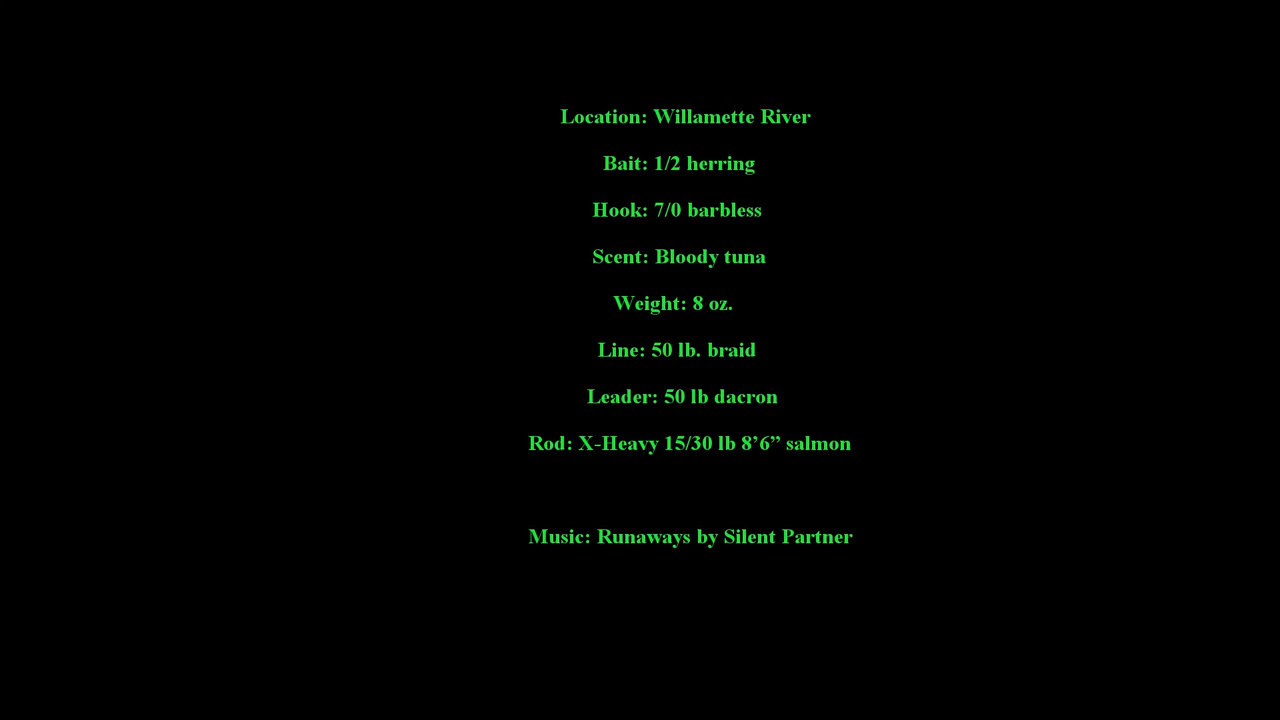 Location: Willamette River
Bait: 1/2 herring
Hook: 7/0 barbless
Scent: Bloody tuna
Weight: 8 oz.
Line: 50 lb. braid
Leader: 50 lb dacron
Rod: X-Heavy 15/30 lb 8’6” salmon
Music: Runaways by Silent Partner